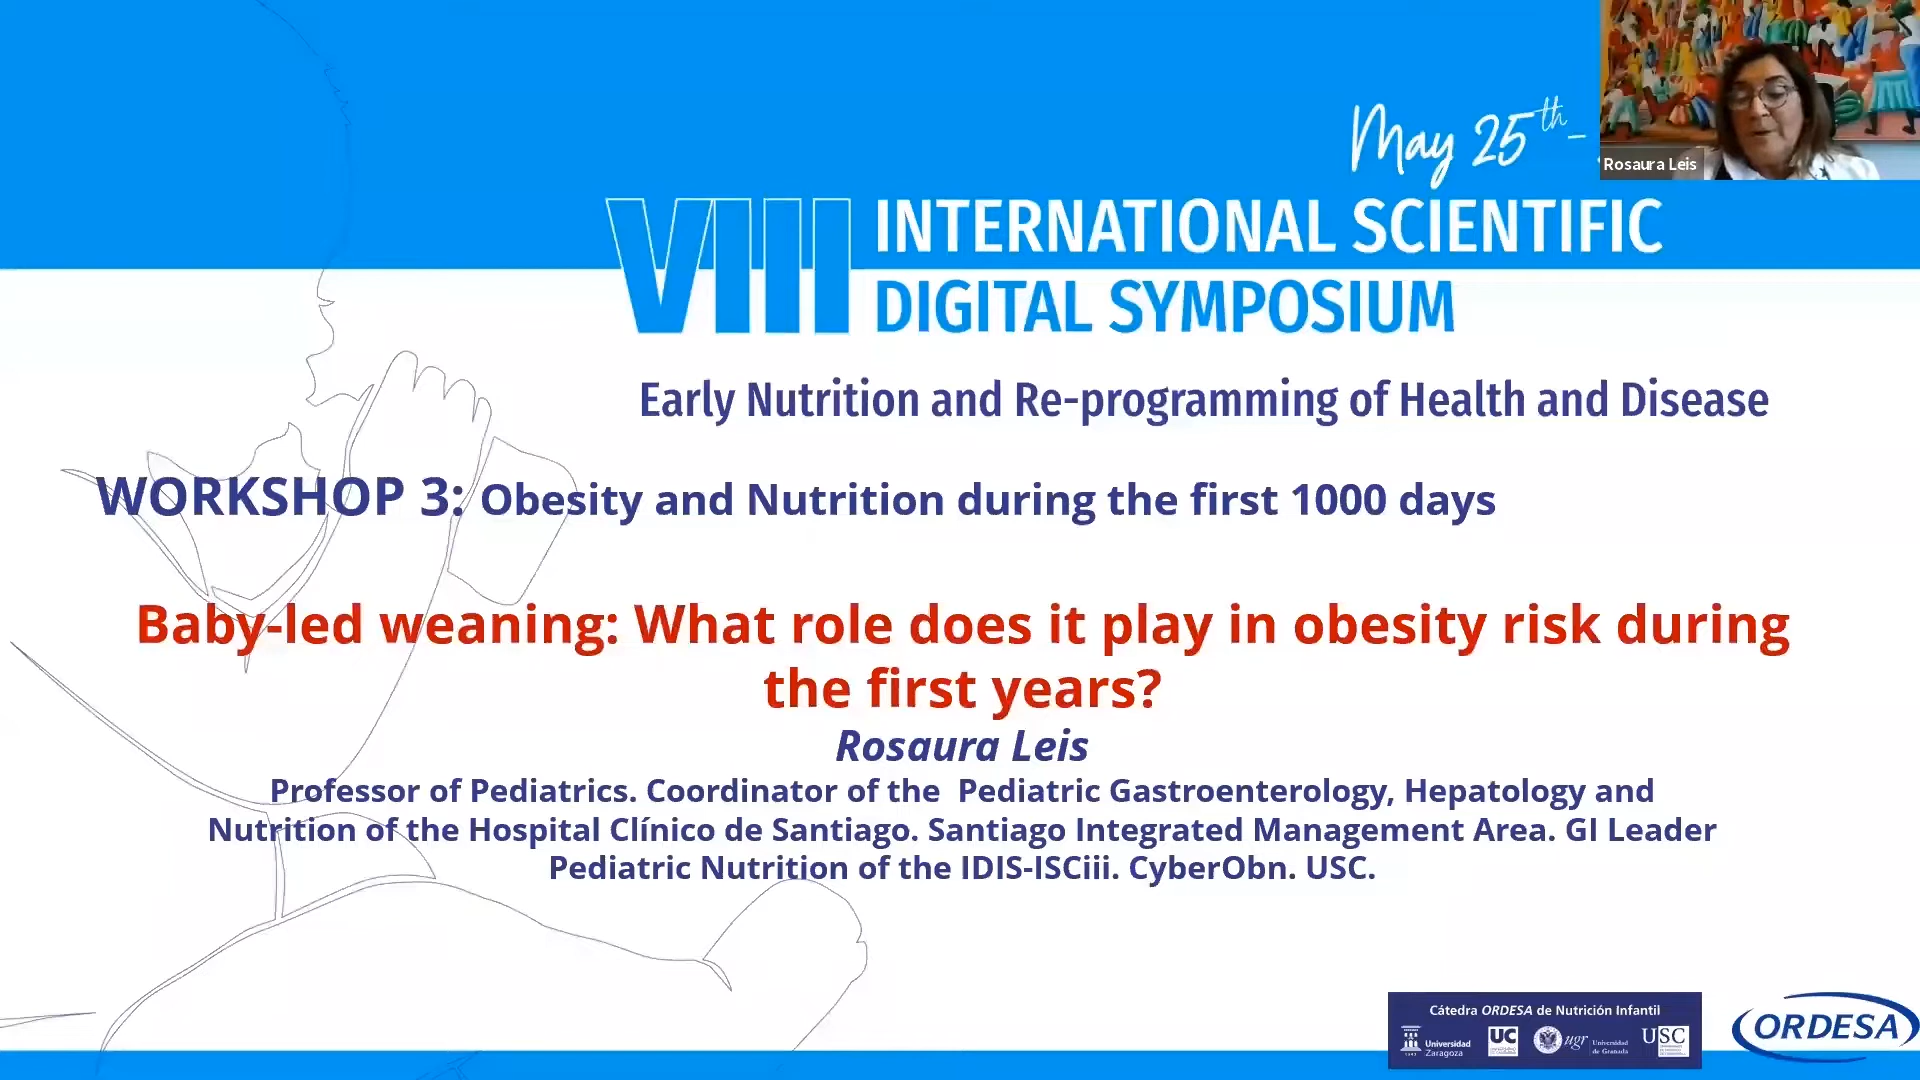 May 25th-
Rosaura Leis
VIII INTERNATIONAL SCIENTIFIC
DIGITAL SYMPOSIUM
Early Nutrition and Re-programming of Health and Disease
WORKSHOP 3: Obesity and Nutrition during the first 1000 days
Baby-led weaning: What role does it play in obesity risk during
the first years?
Rosaura Leis
Professor of Pediatrics. Coordinator of the Pediatric Gastroenterology, Hepatology and
Nutrition of the Hospital Clínico de Santiago. Santiago Integrated Management Area. GI Leader
Pediatric Nutrition of the IDIS-ISCiii. CyberObn. USC.
Cátedra ORDESA de Nutrición Infantil
Universidad
Zaragoza
1542
UC
ugr
Universidad
de Granada
USC
ORDESA